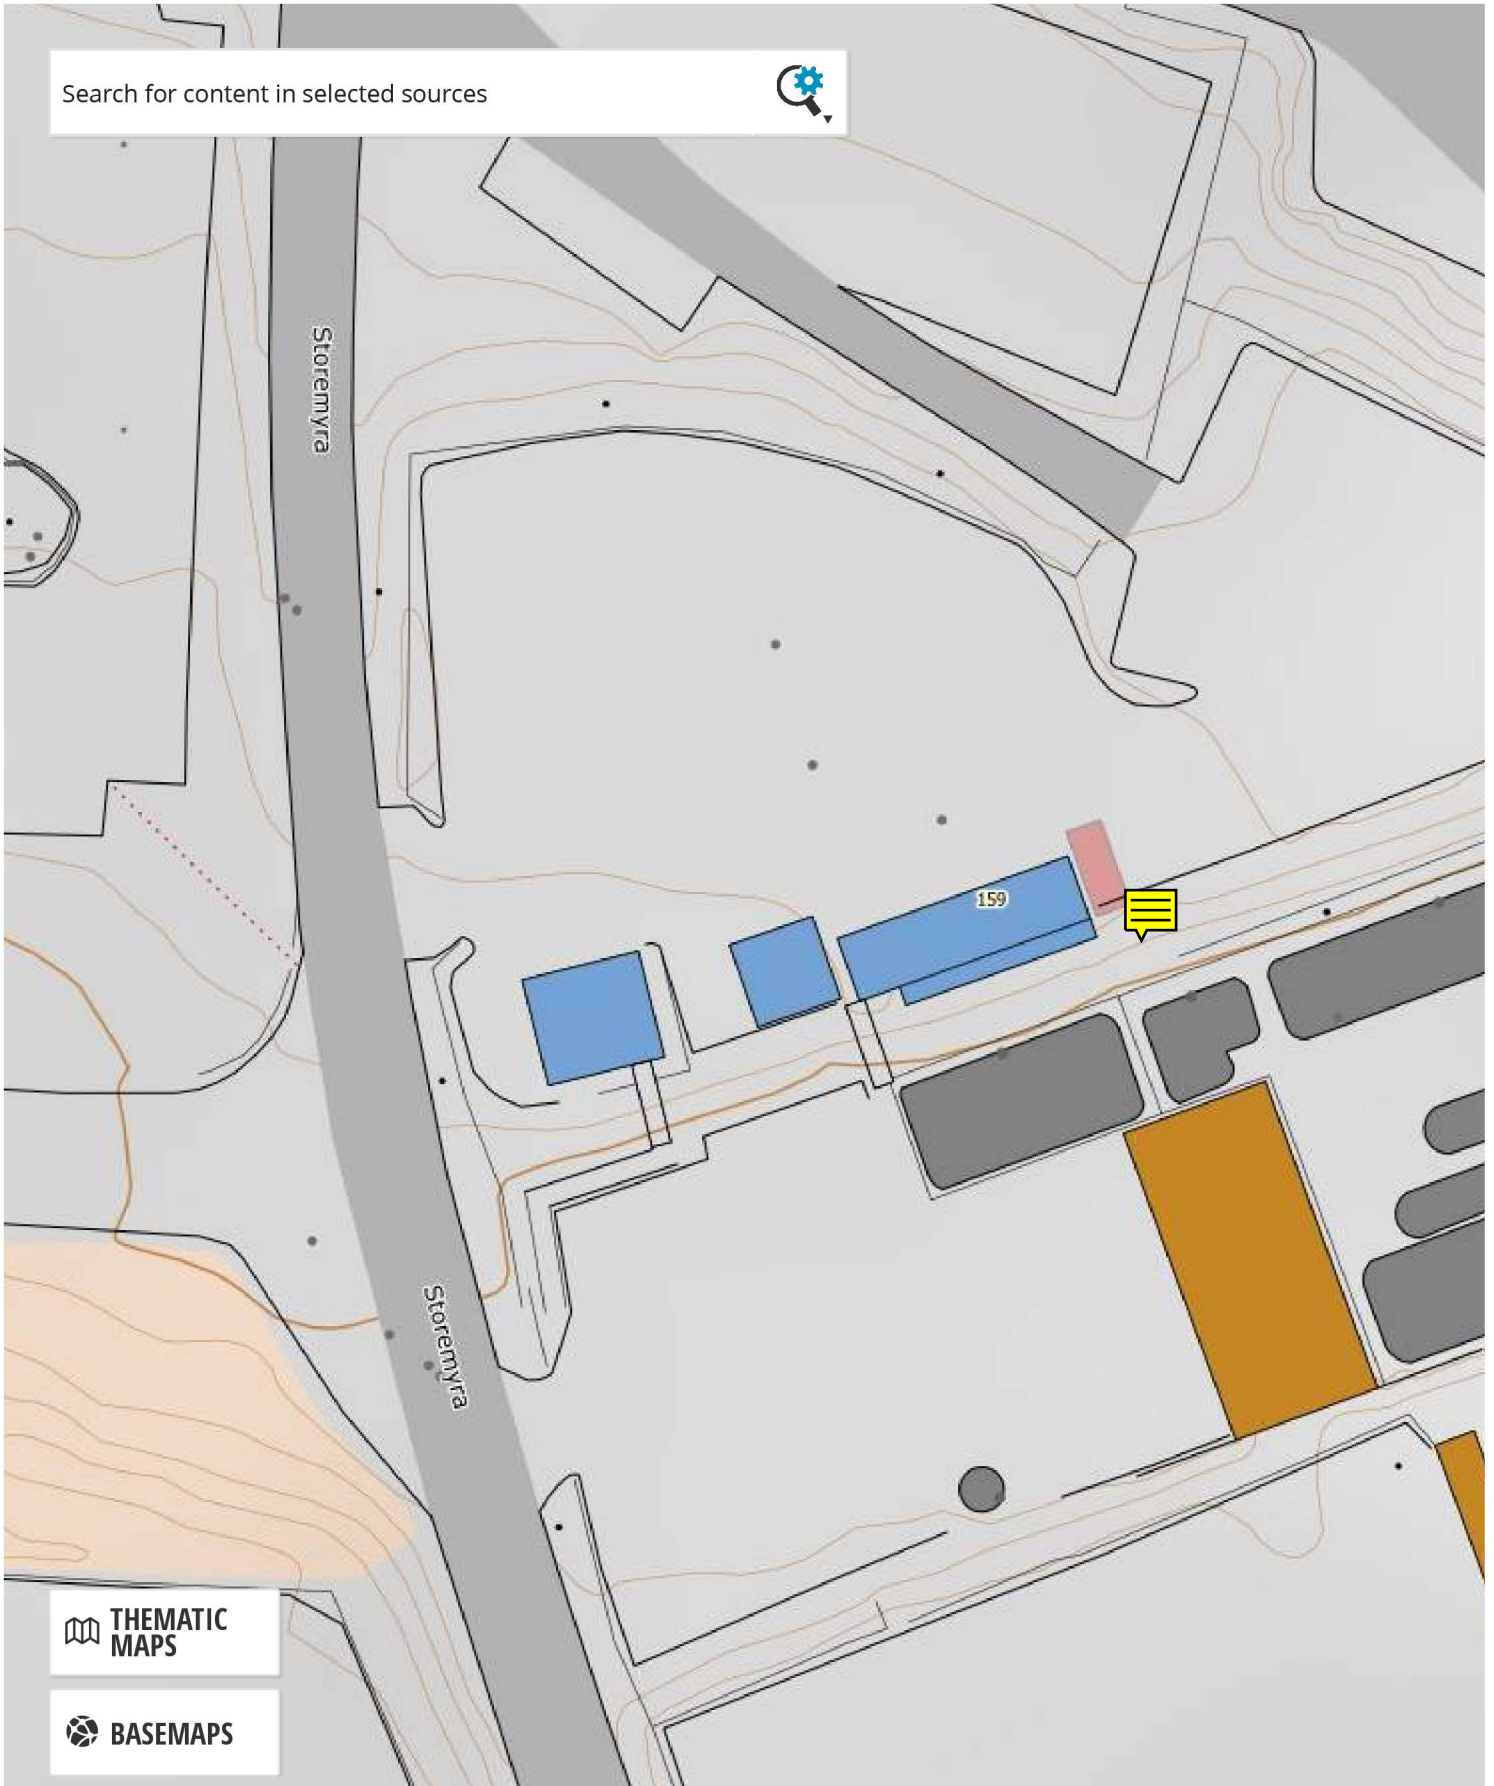 Search for content in selected sources
Storemyra
159
Storemyra
THEMATIC
MAPS
BASEMAPS